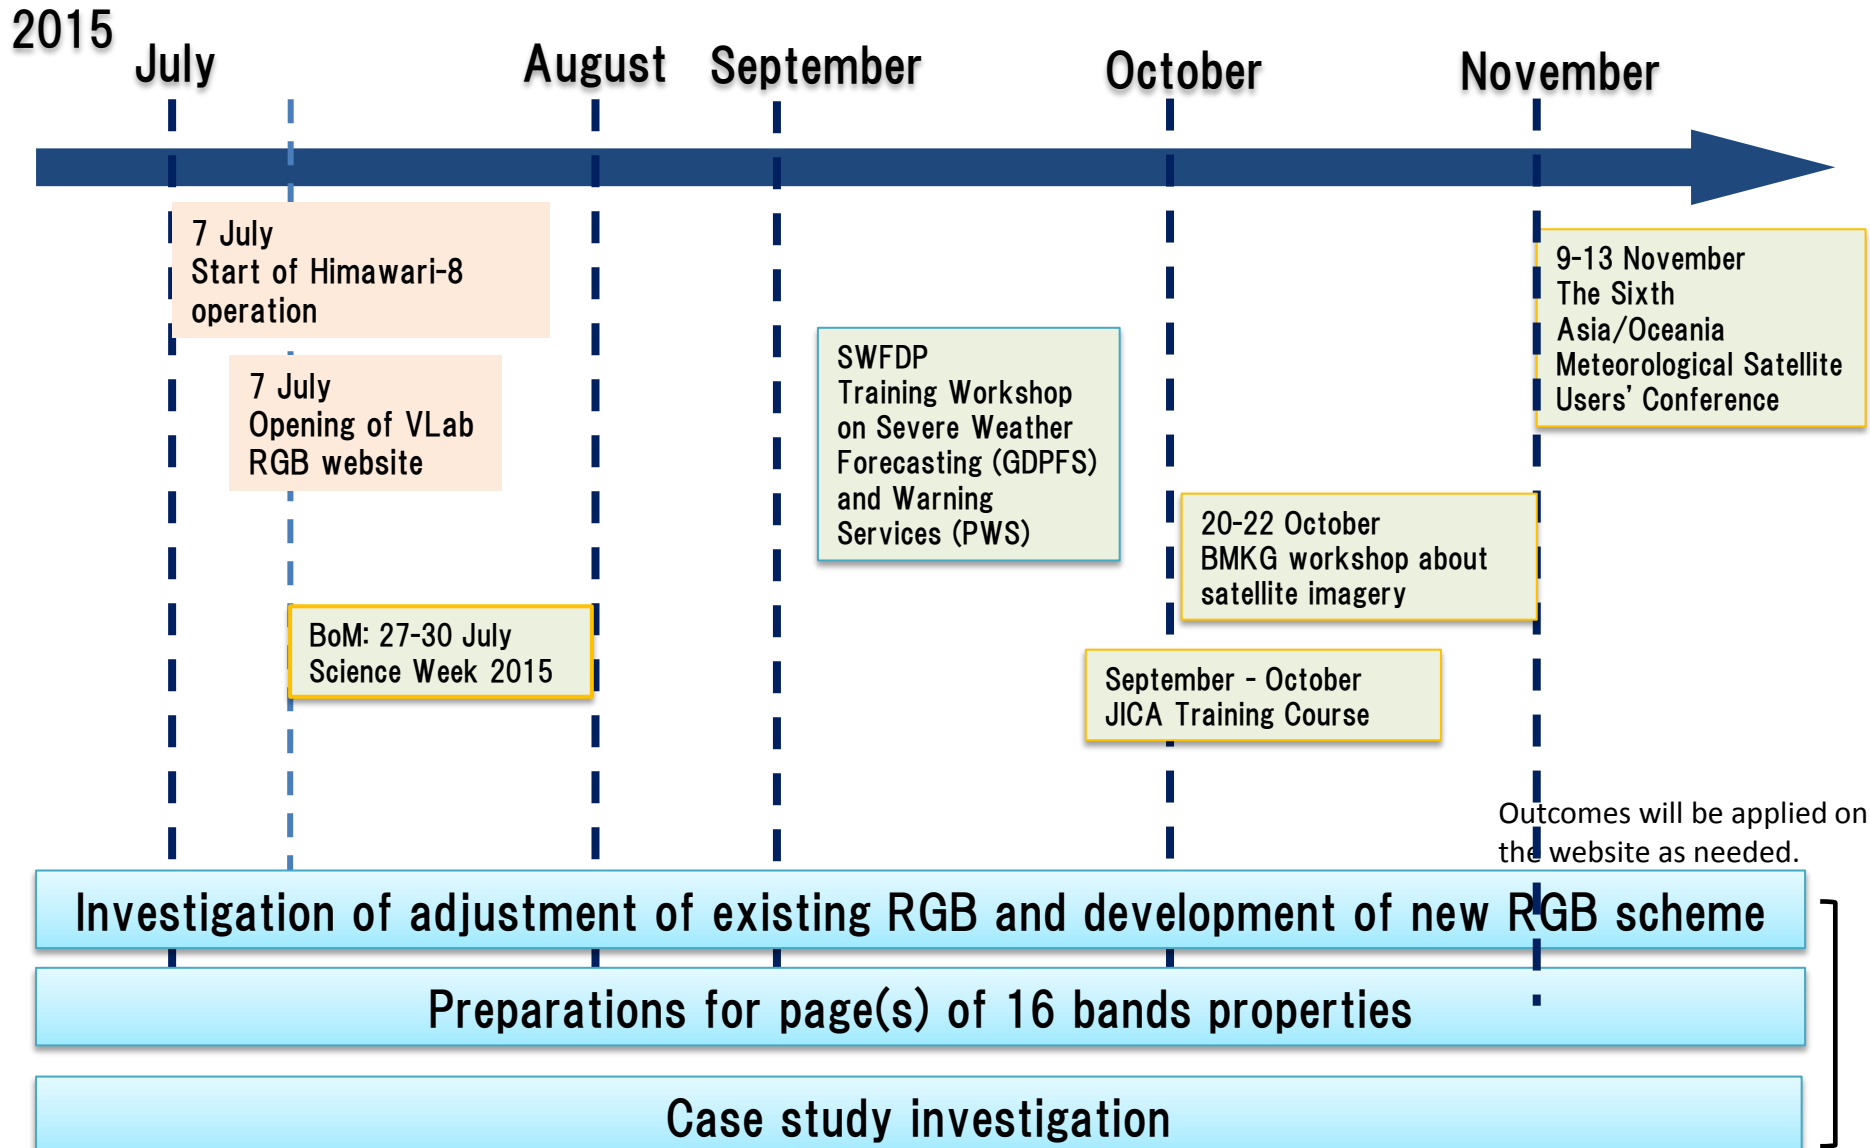 2015
July
August
September
October
November
7 July
Start of Himawari-8
operation
7 July
Opening of VLab
RGB website
BoM: 27-30 July
Science Week 2015
SWFDP
Training Workshop
on Severe Weather
Forecasting (GDPFS)
and Warning
Services (PWS)
9-13 November
The Sixth
Asia/Oceania
Meteorological Satellite
Users' Conference
20-22 October
BMKG workshop about
satellite imagery
September - October
JICA Training Course
Outcomes will be applied on
the website as needed.
Investigation of adjustment of existing RGB and development of new RGB scheme
Preparations for page(s) of 16 bands properties
Case study investigation